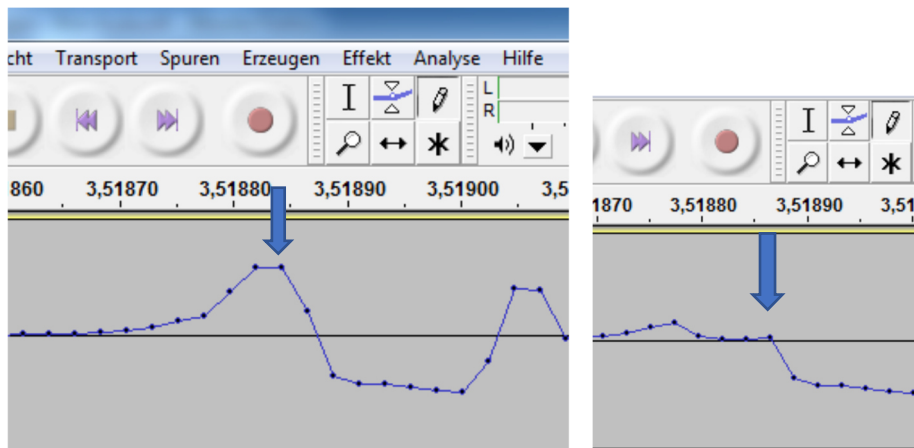 cht Transport Spuren Erzeugen Effekt Analyse Hilfe
L
R
860 3,51870 3,51880 3,51890 3,51900 3,5
1870 3,51880 3,51890 3,51